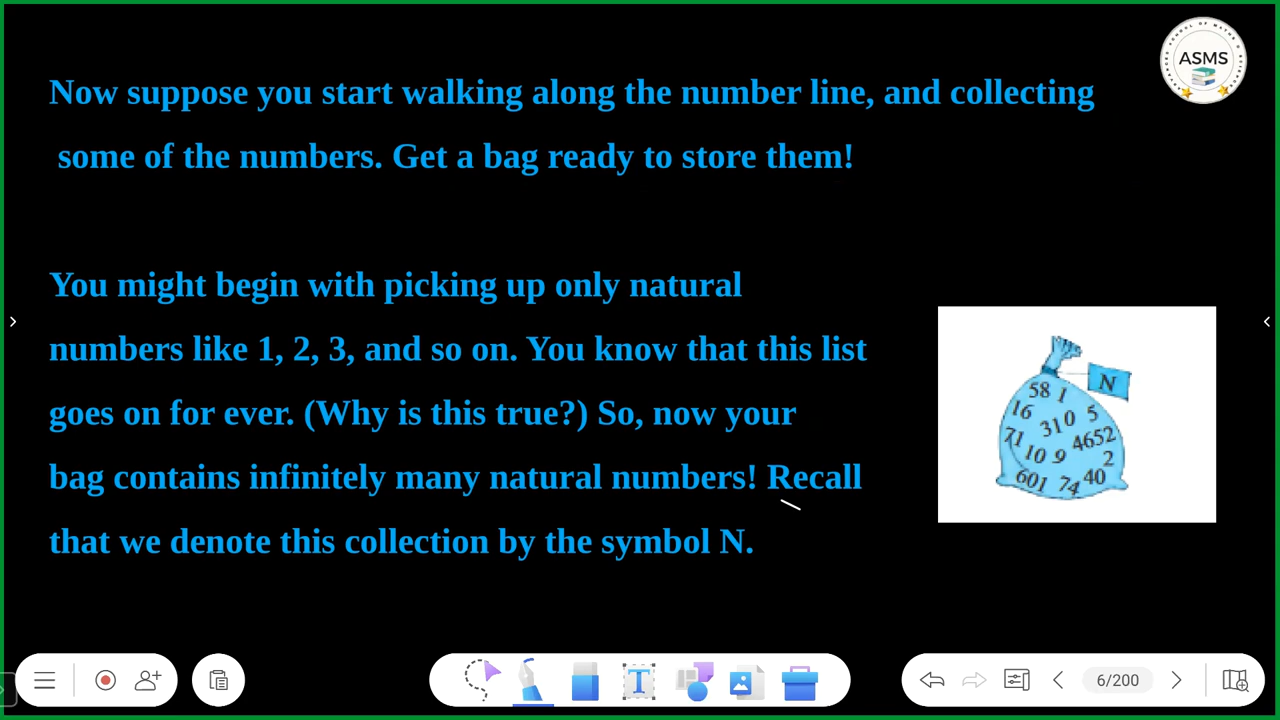 Now suppose you start walking along the number line, and collecting
some of the numbers. Get a bag ready to store them!
ASMS
You might begin with picking up only natural
numbers like 1, 2, 3, and so on. You know that this list
goes on for ever. (Why is this true?) So, now your
bag contains infinitely many natural numbers! Recall
that we denote this collection by the symbol N.
N
58 1
16 310 5
71 10 9 4652
2
601 74 40
T
6/200